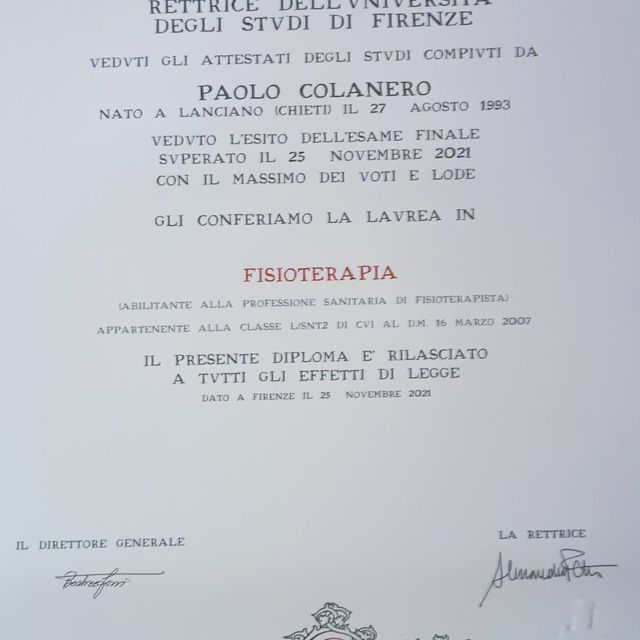 RETTRICE DELL'VNIVERSITÀ
DEGLI STVDI DI FIRENZE
VEDVTI GLI ATTESTATI DEGLI STVDI COMPIVTI DA
PAOLO COLANERO
NATO A LANCIANO (CHIETI) IL 27 AGOSTO 1993
VEDVTO L'ESITO DELL'ESAME FINALE
SVPERATO IL 25 NOVEMBRE 2021
CON IL MASSIMO DEI VOTI E LODE
GLI CONFERIAMO LA LAVREA IN
FISIOTERAPIA
(ABILITANTE ALLA PROFESSIONE SANITARIA DI FISIOTERAPISTA)
APPARTENENTE ALLA CLASSE L/SNT2 DI CVI AL D.M. 16 MARZO 2007
IL PRESENTE DIPLOMA E' RILASCIATO
A TVTTI GLI EFFETTI DI LEGGE
DATO A FIRENZE IL 25 NOVEMBRE 2021
IL DIRETTORE GENERALE
LA RETTRICE